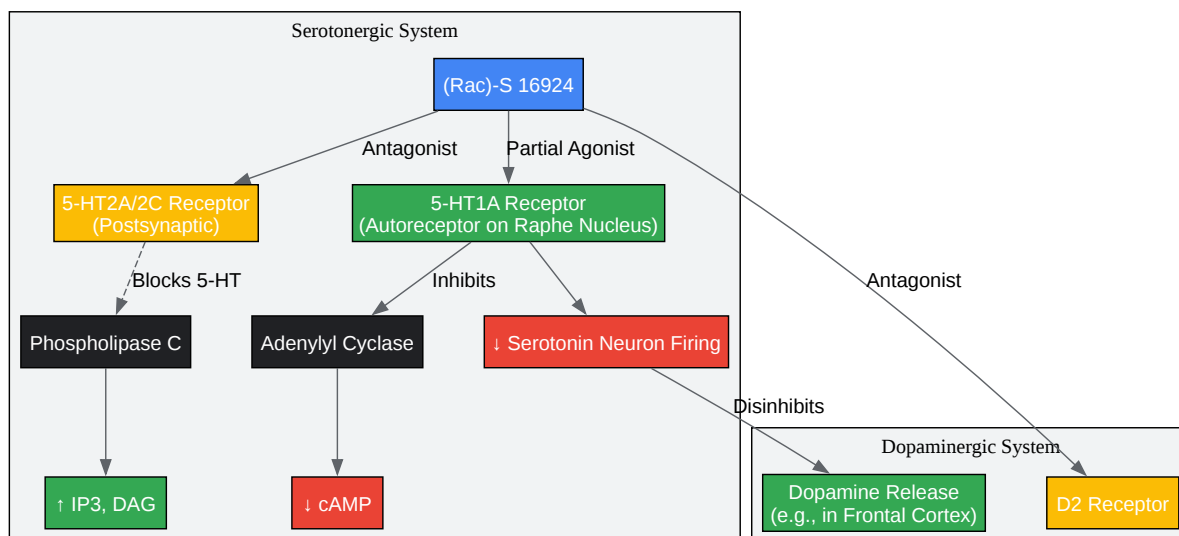 Serotonergic System
(Rac)-S 16924
Antagonist
Partial Agonist
5-HT2A/2C Receptor
(Postsynaptic)
5-HT1A Receptor
(Autoreceptor on Raphe Nucleus)
Blocks 5-HT
Inhibits
Antagonist
Phospholipase C
Adenylyl Cyclase
↓ Serotonin Neuron Firing
Disinhibits
Dopaminergic System
↑ IP3, DAG
↓ cAMP
Dopamine Release
(e.g., in Frontal Cortex)
D2 Receptor